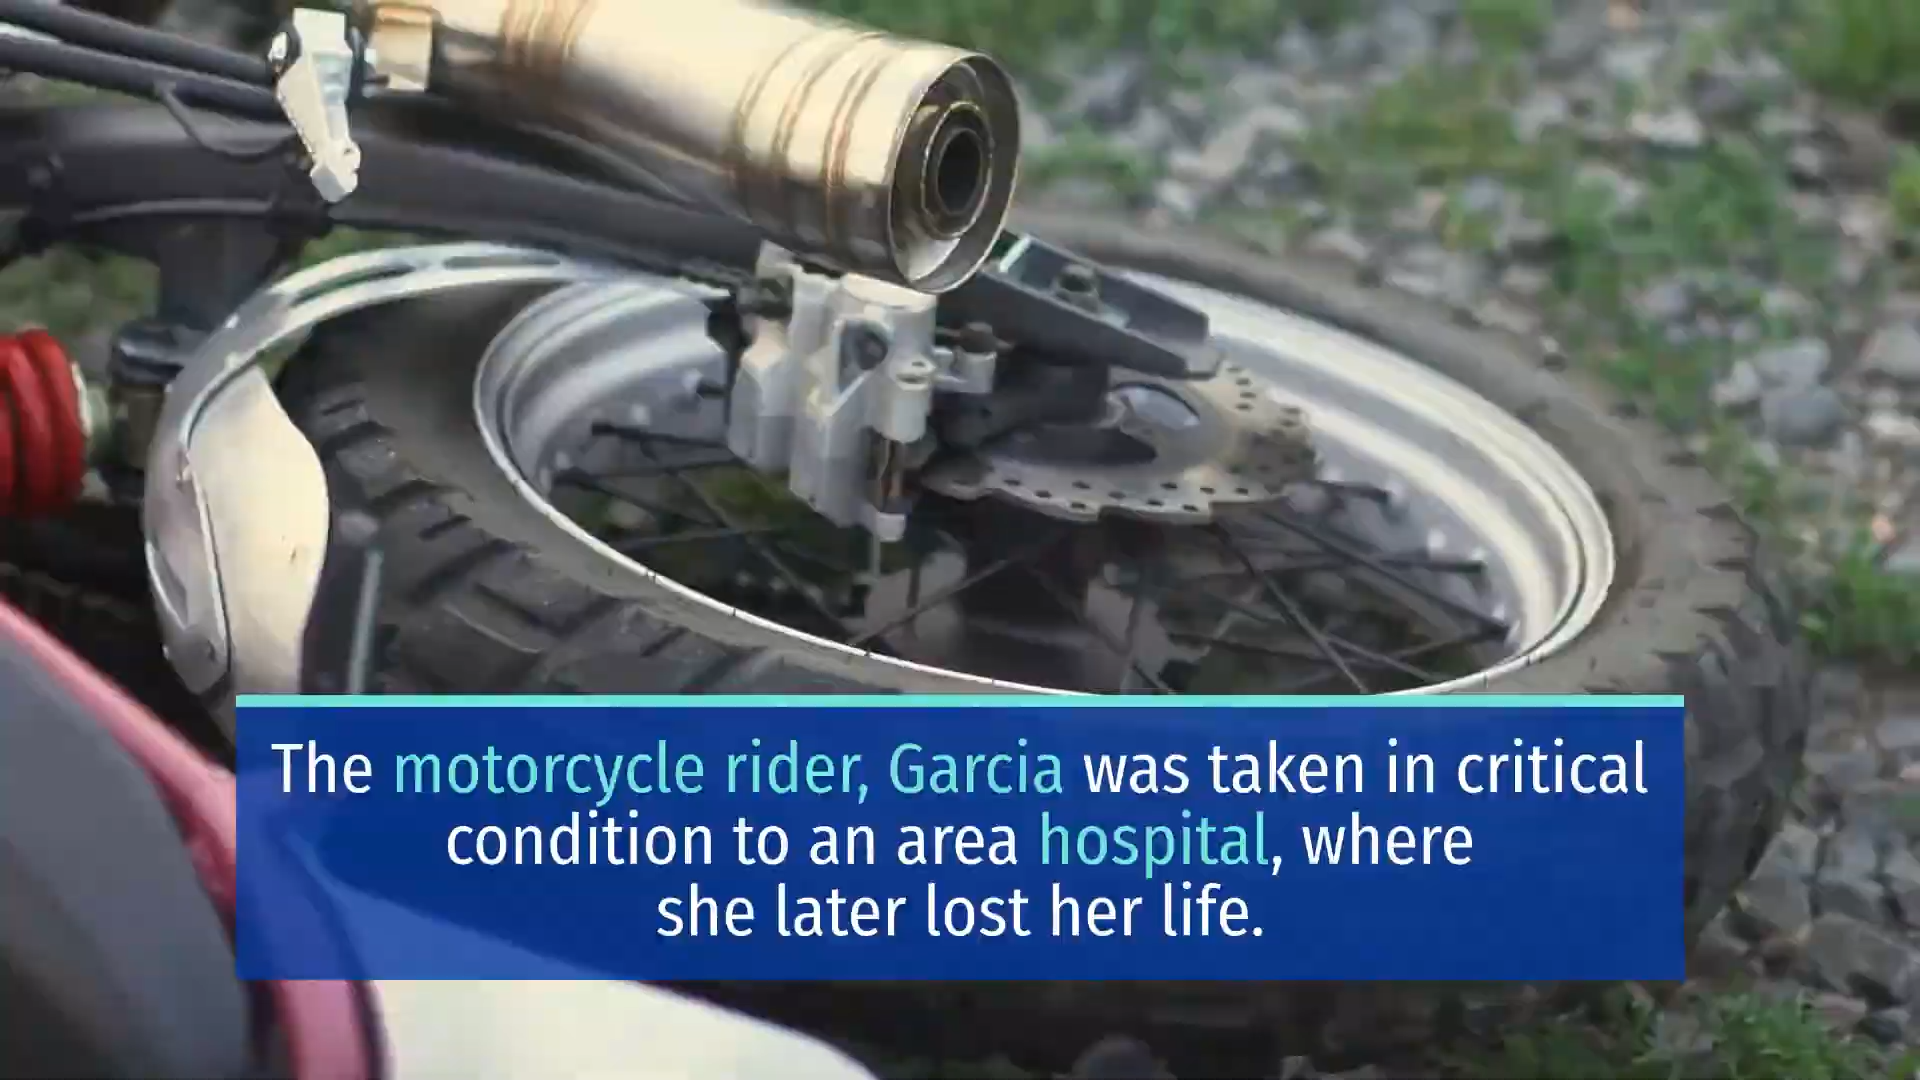 The motorcycle rider, Garcia was taken in critical
condition to an area hospital, where
she later lost her life.